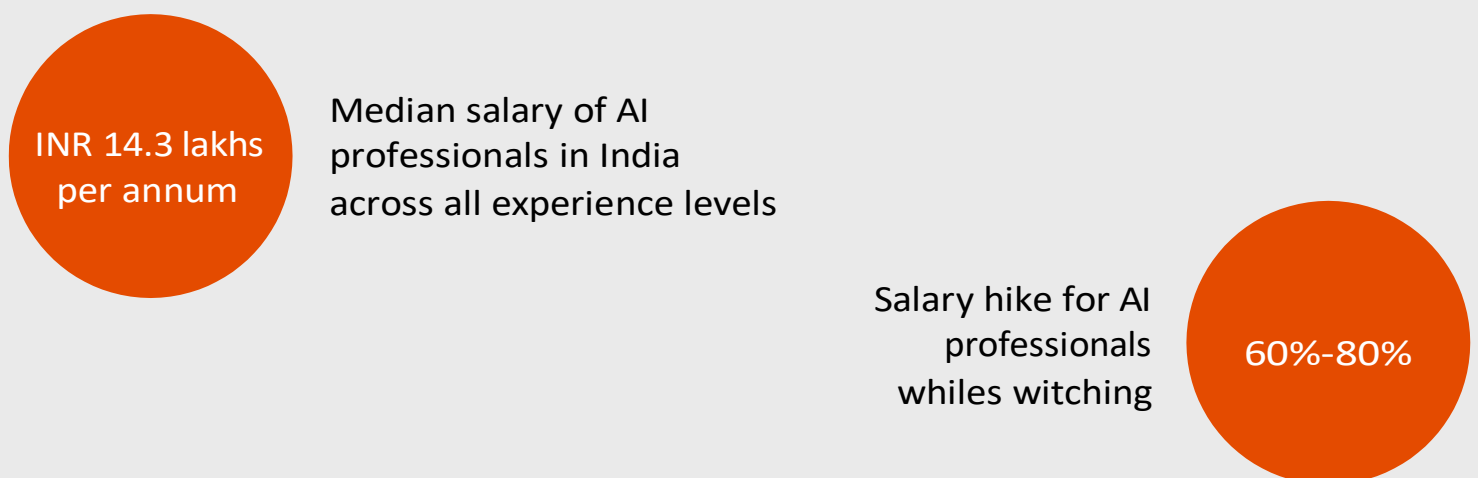 INR 14.3 lakhs
per annum
Median salary of AI
professionals in India
across all experience levels
Salary hike for AI
professionals
whiles witching
60%-80%